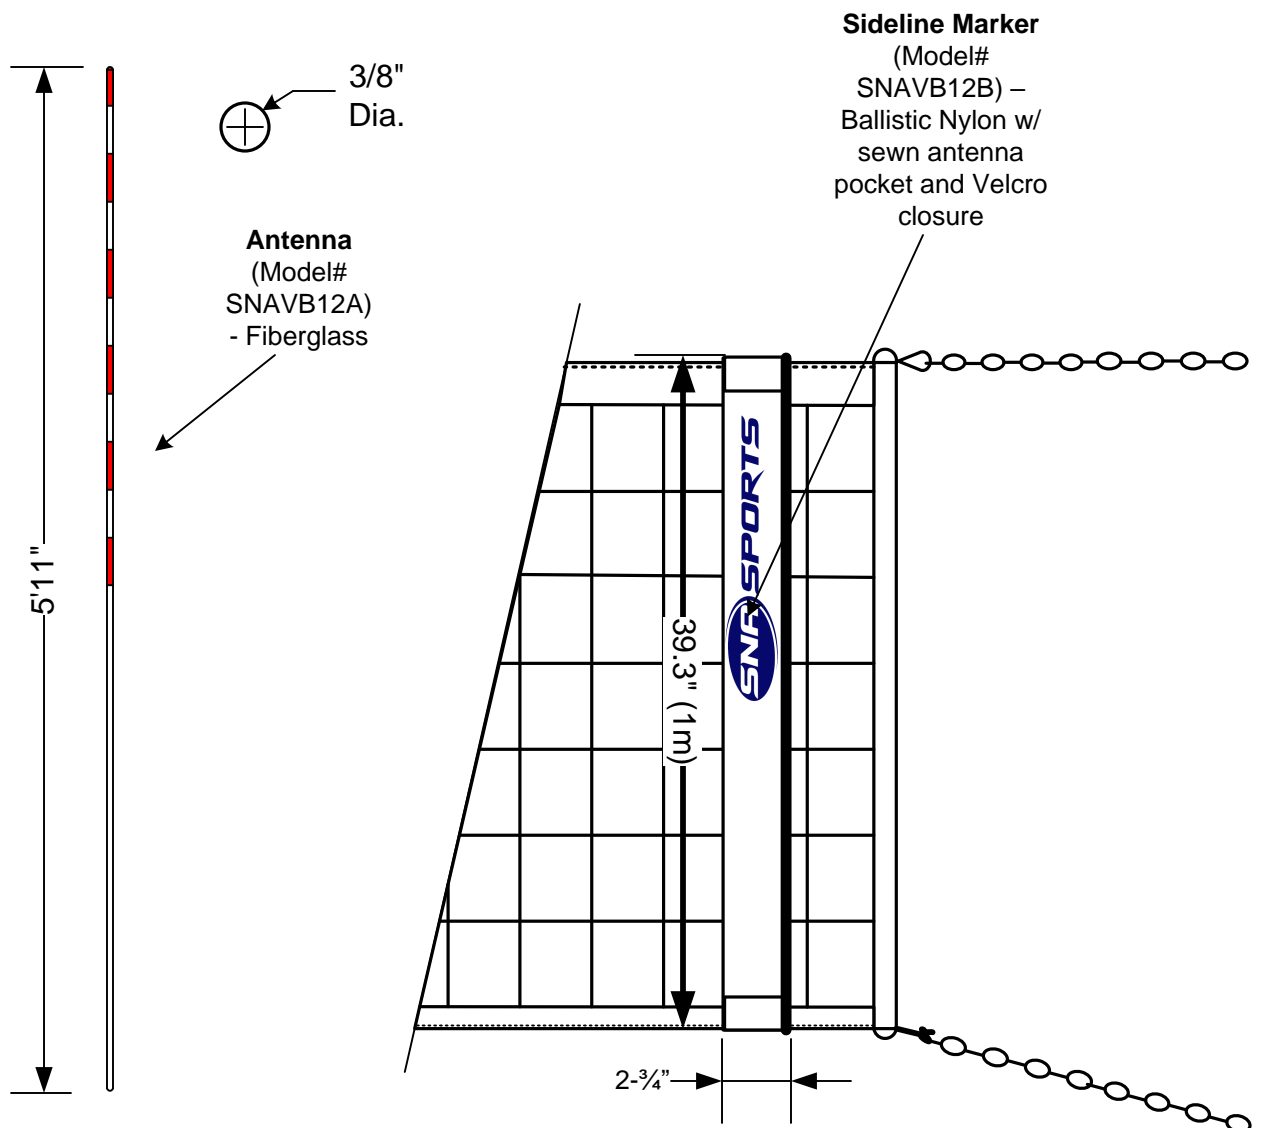 Sideline Marker
(Model#
SNAVB12B) –
Ballistic Nylon w/
sewn antenna
pocket and Velcro
closure
3/8"
Dia.
Antenna
(Model#
SNAVB12A)
- Fiberglass
5'11"
39.3" (1m)
SNA SPORTS
2-¾”